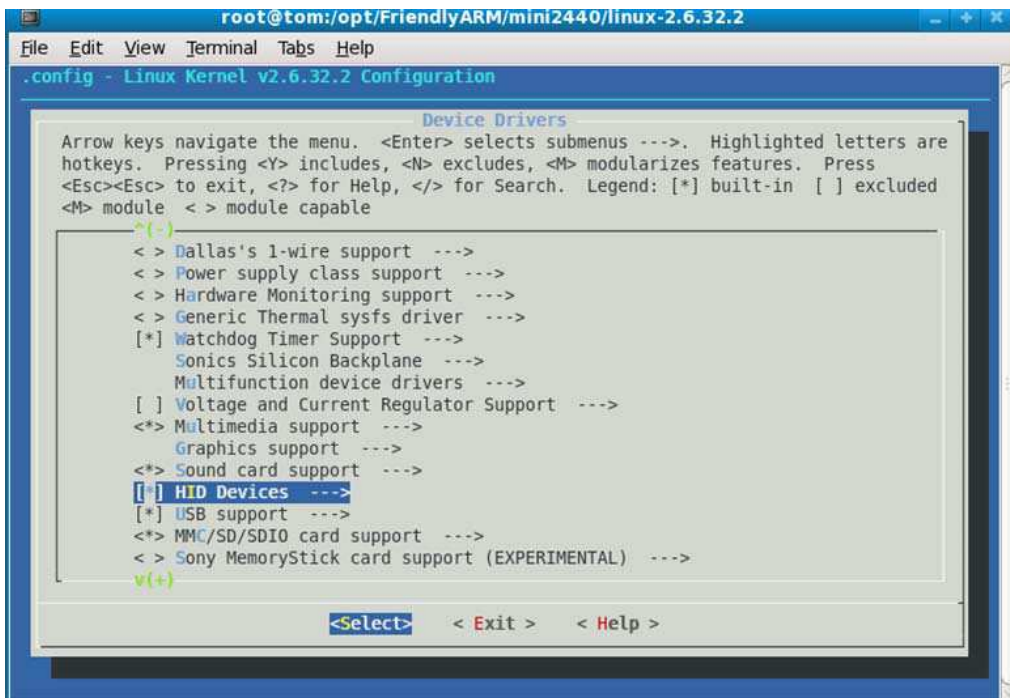 root@tom:/opt/FriendlyARM/mini2440/linux-2.6.32.2
File Edit View Terminal Tabs Help
.config - Linux Kernel v2.6.32.2 Configuration
Device Drivers
Arrow keys navigate the menu. <Enter> selects submenus --->. Highlighted letters are
hotkeys. Pressing <Y> includes, <N> excludes, <M> modularizes features. Press
<Esc><Esc> to exit, <?> for Help, </> for Search. Legend: [*] built-in [ ] excluded
<M> module < > module capable
^(-)
< > Dallas's 1-wire support --->
< > Power supply class support --->
< > Hardware Monitoring support --->
< > Generic Thermal sysfs driver --->
[*] Watchdog Timer Support --->
Sonics Silicon Backplane --->
Multifunction device drivers --->
[ ] Voltage and Current Regulator Support --->
<*> Multimedia support --->
Graphics support --->
<*> Sound card support --->
[*] HID Devices --->
[*] USB support --->
<*> MMC/SD/SDIO card support --->
< > Sony MemoryStick card support (EXPERIMENTAL) --->
v(+)
<Select> < Exit > < Help >